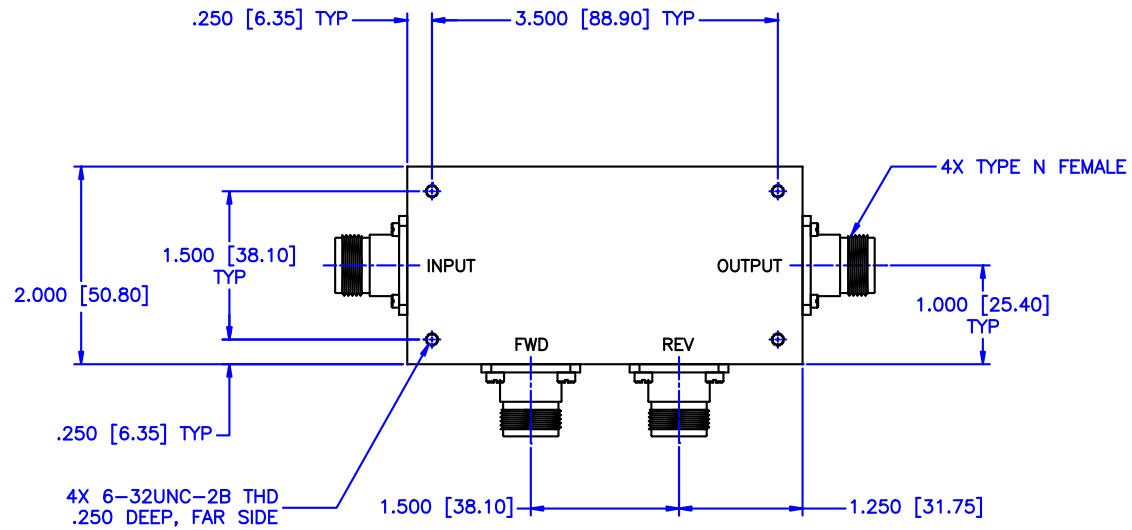 .250 [6.35] TYP
3.500 [88.90] TYP
4X TYPE N FEMALE
1.500 [38.10]
TYP
INPUT
OUTPUT
2.000 [50.80]
1.000 [25.40]
TYP
FWD
REV
.250 [6.35] TYP
4X 6-32UNC-2B THD
.250 DEEP, FAR SIDE
1.500 [38.10]
1.250 [31.75]